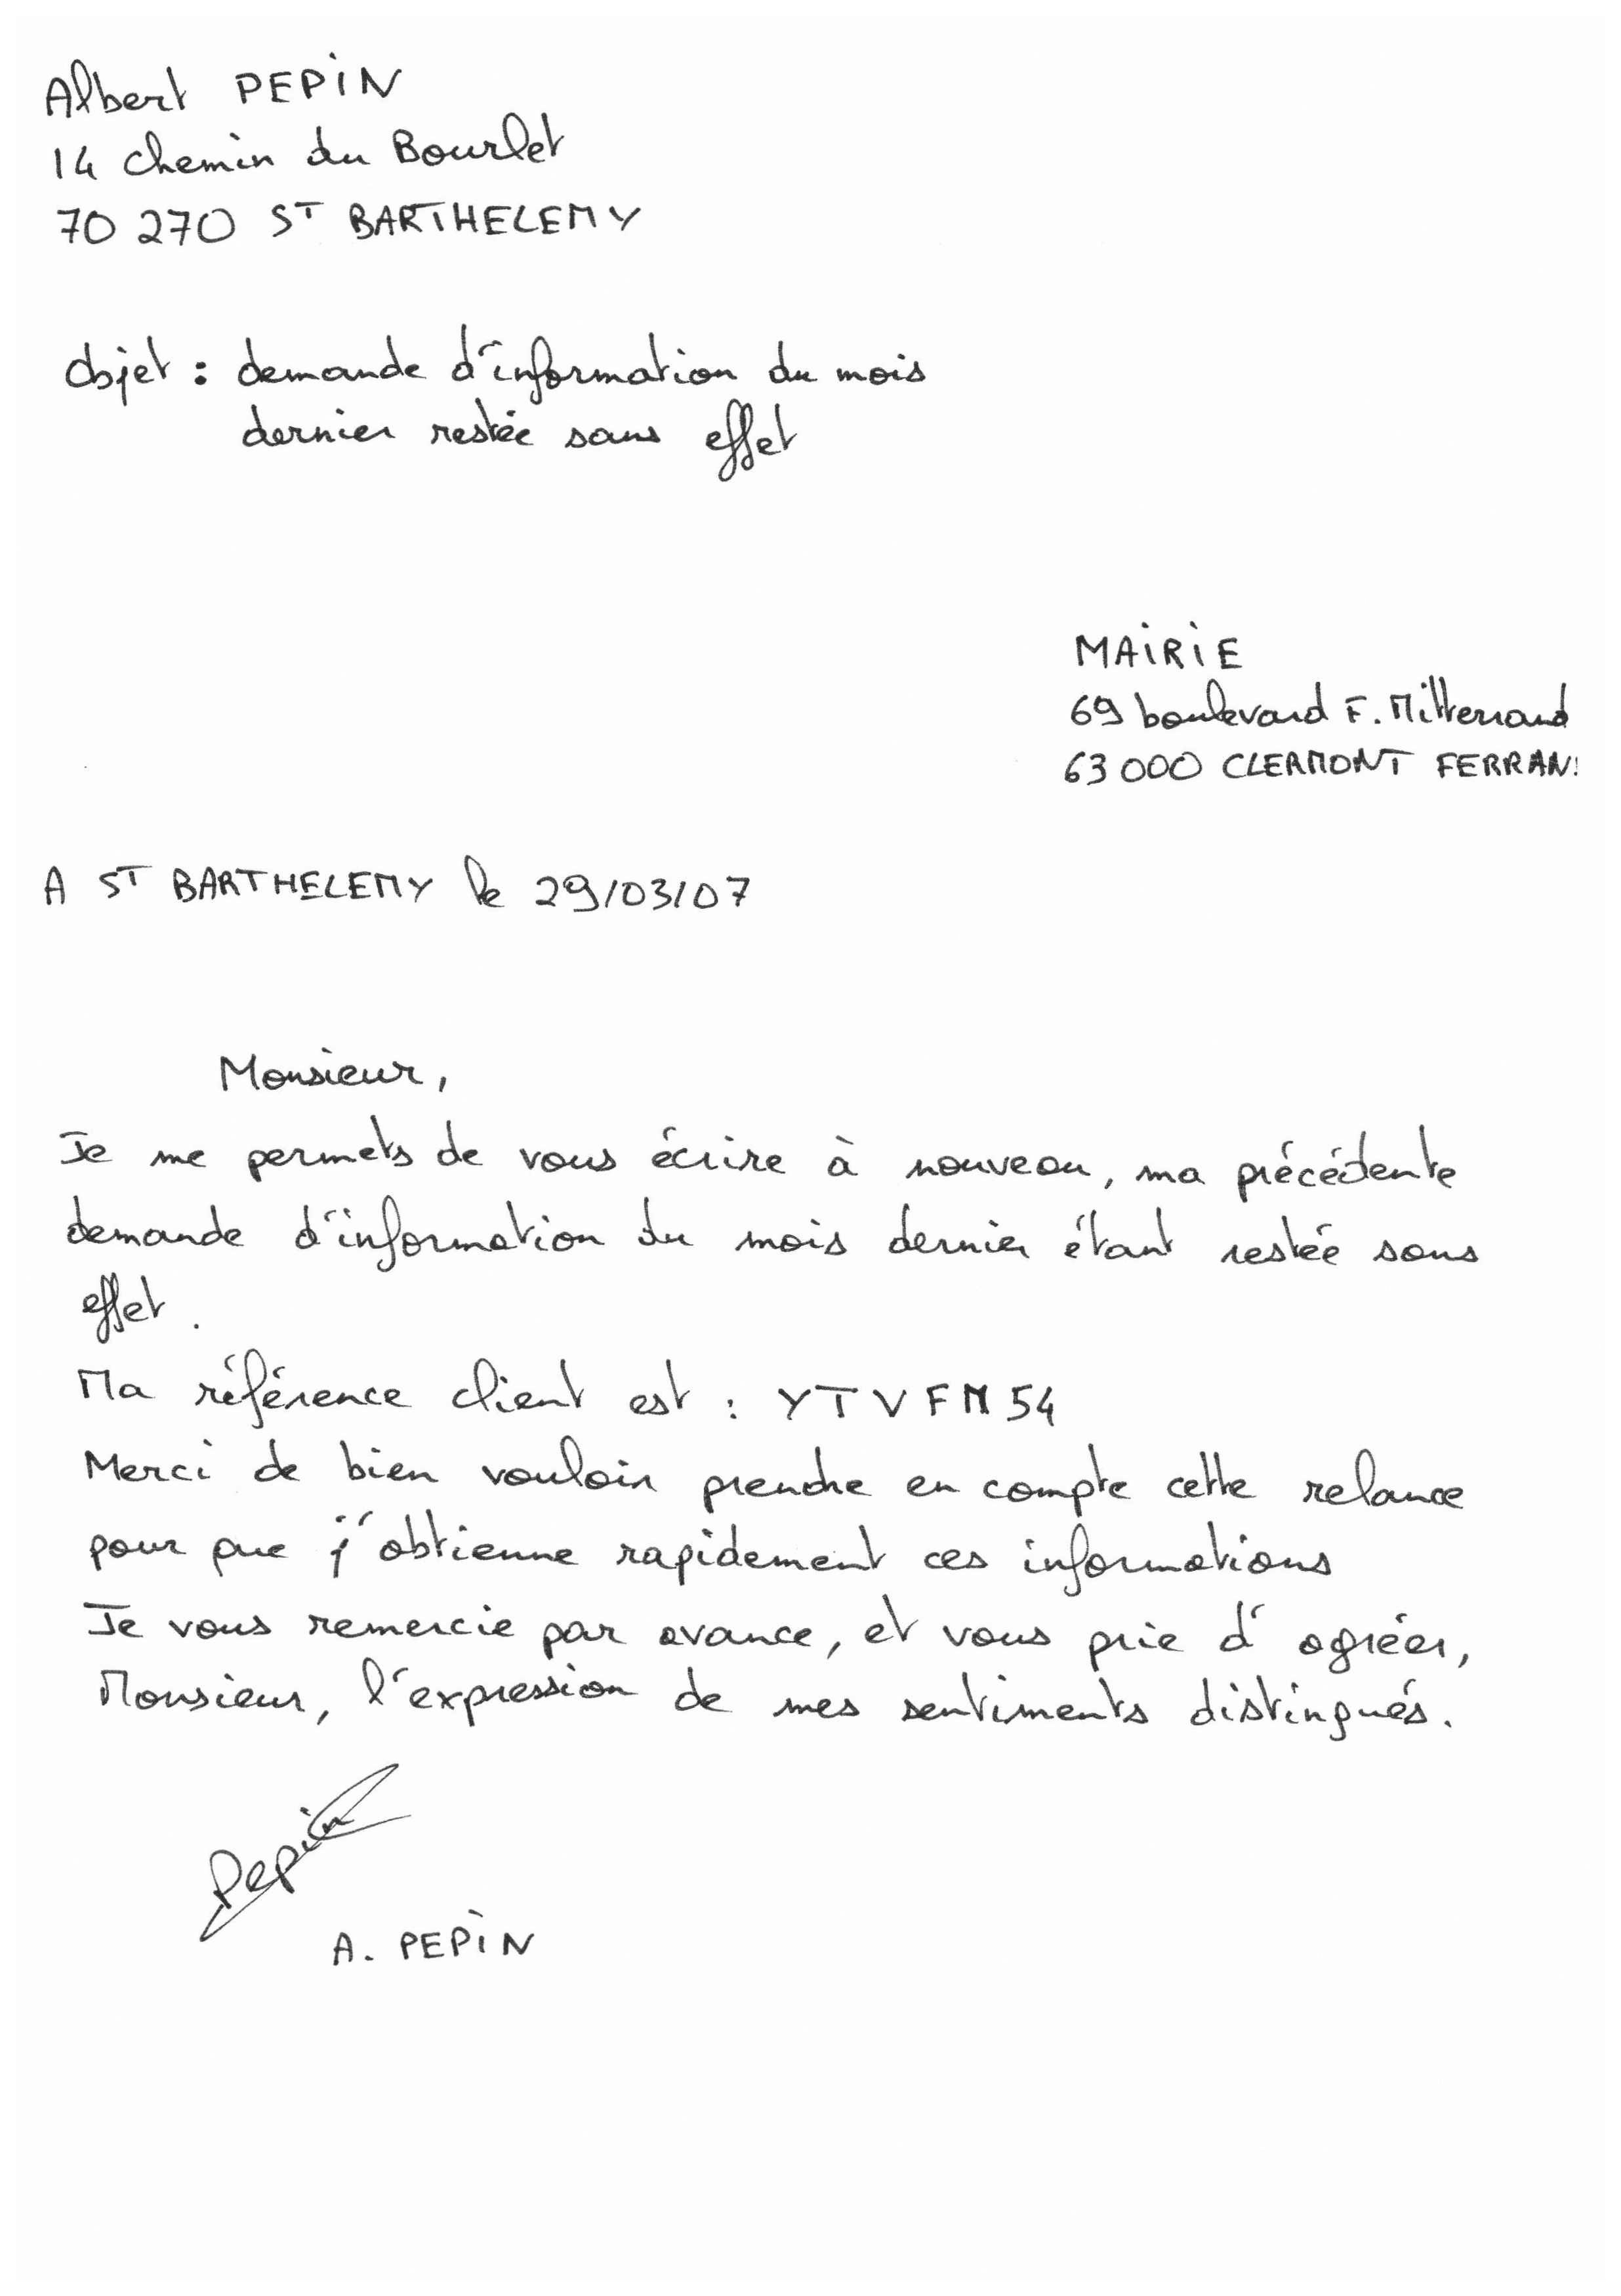 Albert PEPIN
14 chemin du Bourlet
70 270 ST BARTHELEMY
Objet : demande d'information du mois
dernier restée sans effet
MAIRIE
69 boulevard F. Mitterrand
63 000 CLERMONT FERRAN
A ST BARTHELEMY le 29/03/07
Monsieur,
Je me permets de vous écrire à nouveau, ma précédente
demande d'information du mois dernier étant restée sans
effet.
Ma référence client est : YTVFM54
Merci de bien vouloir prendre en compte cette relance
pour que j'obtienne rapidement ces informations
Je vous remercie par avance, et vous prie d'agréer,
Monsieur, l'expression de mes sentiments distingués.
Pepin
A. PEPIN